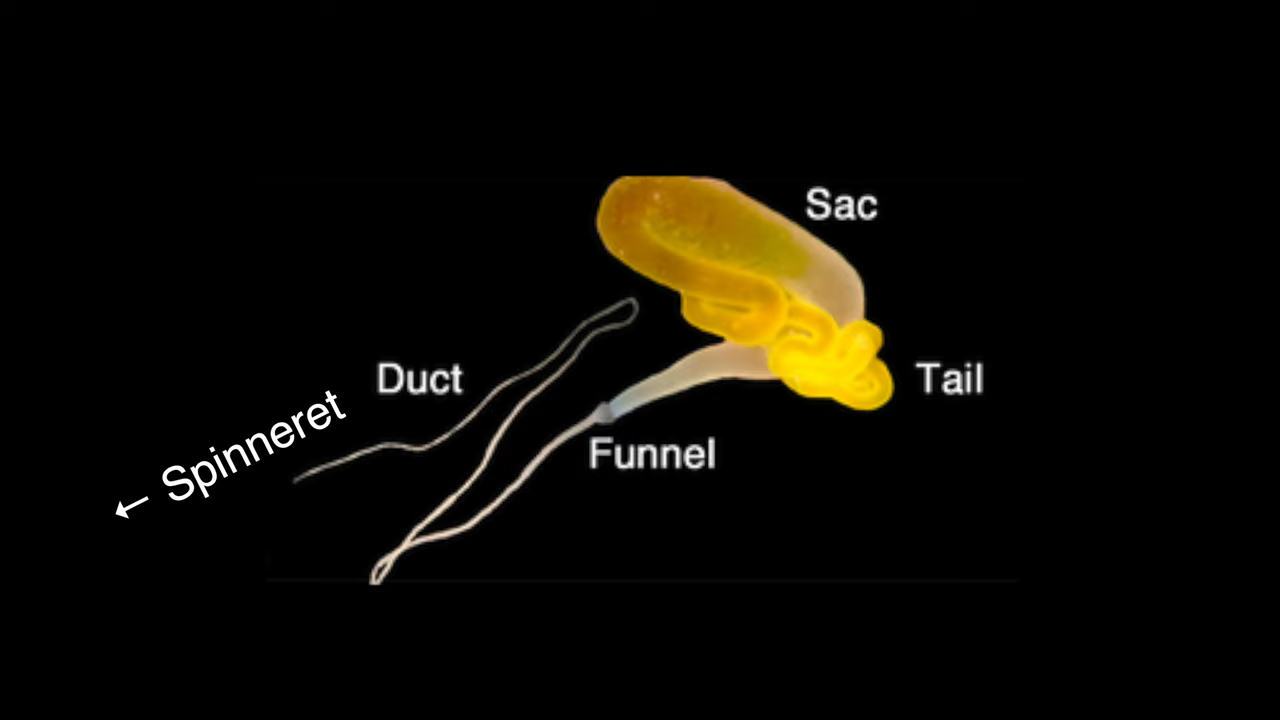 Sac
Duct
Tail
← Spinneret
Funnel